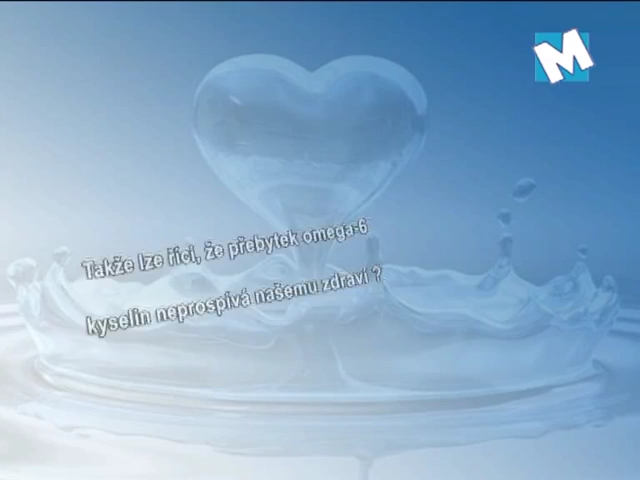 M
Takže lze říci, že přebytek omega-6
kyselin neprospívá našemu zdraví ?